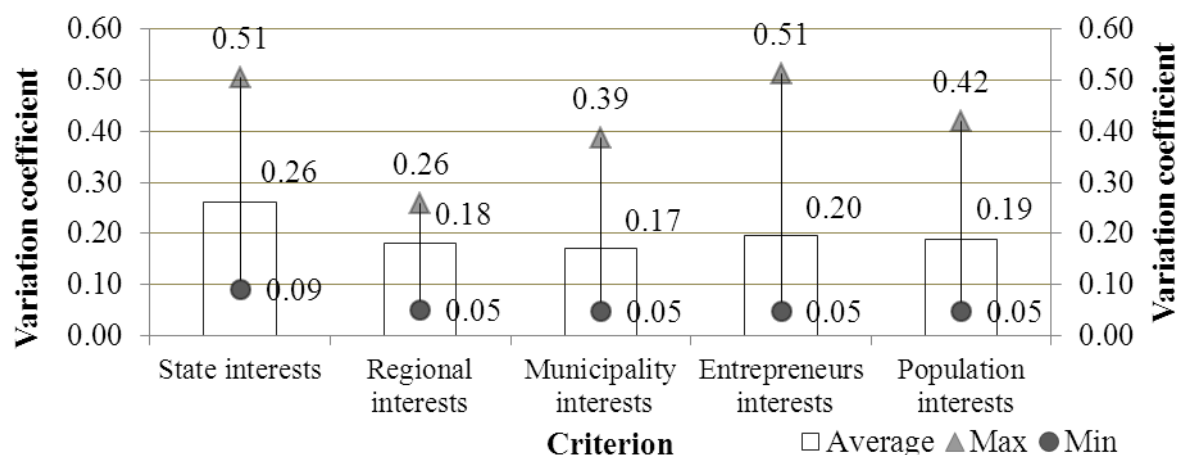 Variation coefficient
0.60
0.50
0.40
0.30
0.20
0.10
0.00
0.51
0.26
0.09
0.26
0.18
0.05
0.39
0.17
0.05
0.51
0.20
0.05
0.42
0.19
0.05
0.60
0.50
0.40
0.30
0.20
0.10
0.00
Variation coefficient
State interests
Regional
interests
Municipality
interests
Entrepreneurs
interests
Population
interests
Criterion
Average Max Min